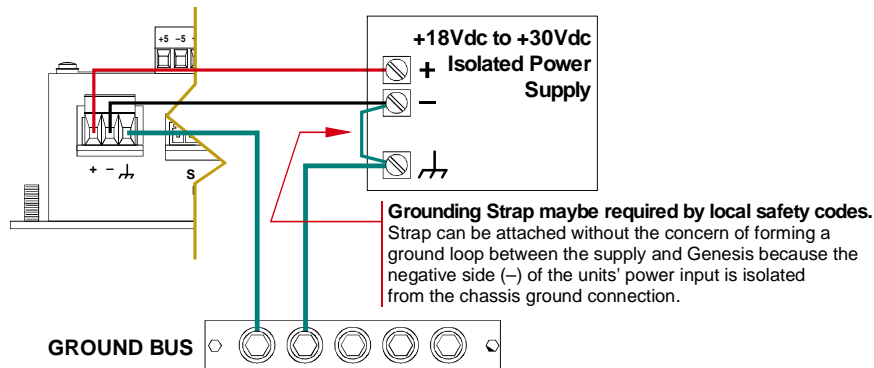 +5 −5 +
+18Vdc to +30Vdc
Isolated Power
Supply
+
−
+ −
S
Grounding Strap maybe required by local safety codes.
Strap can be attached without the concern of forming a
ground loop between the supply and Genesis because the
negative side (–) of the units' power input is isolated
from the chassis ground connection.
GROUND BUS